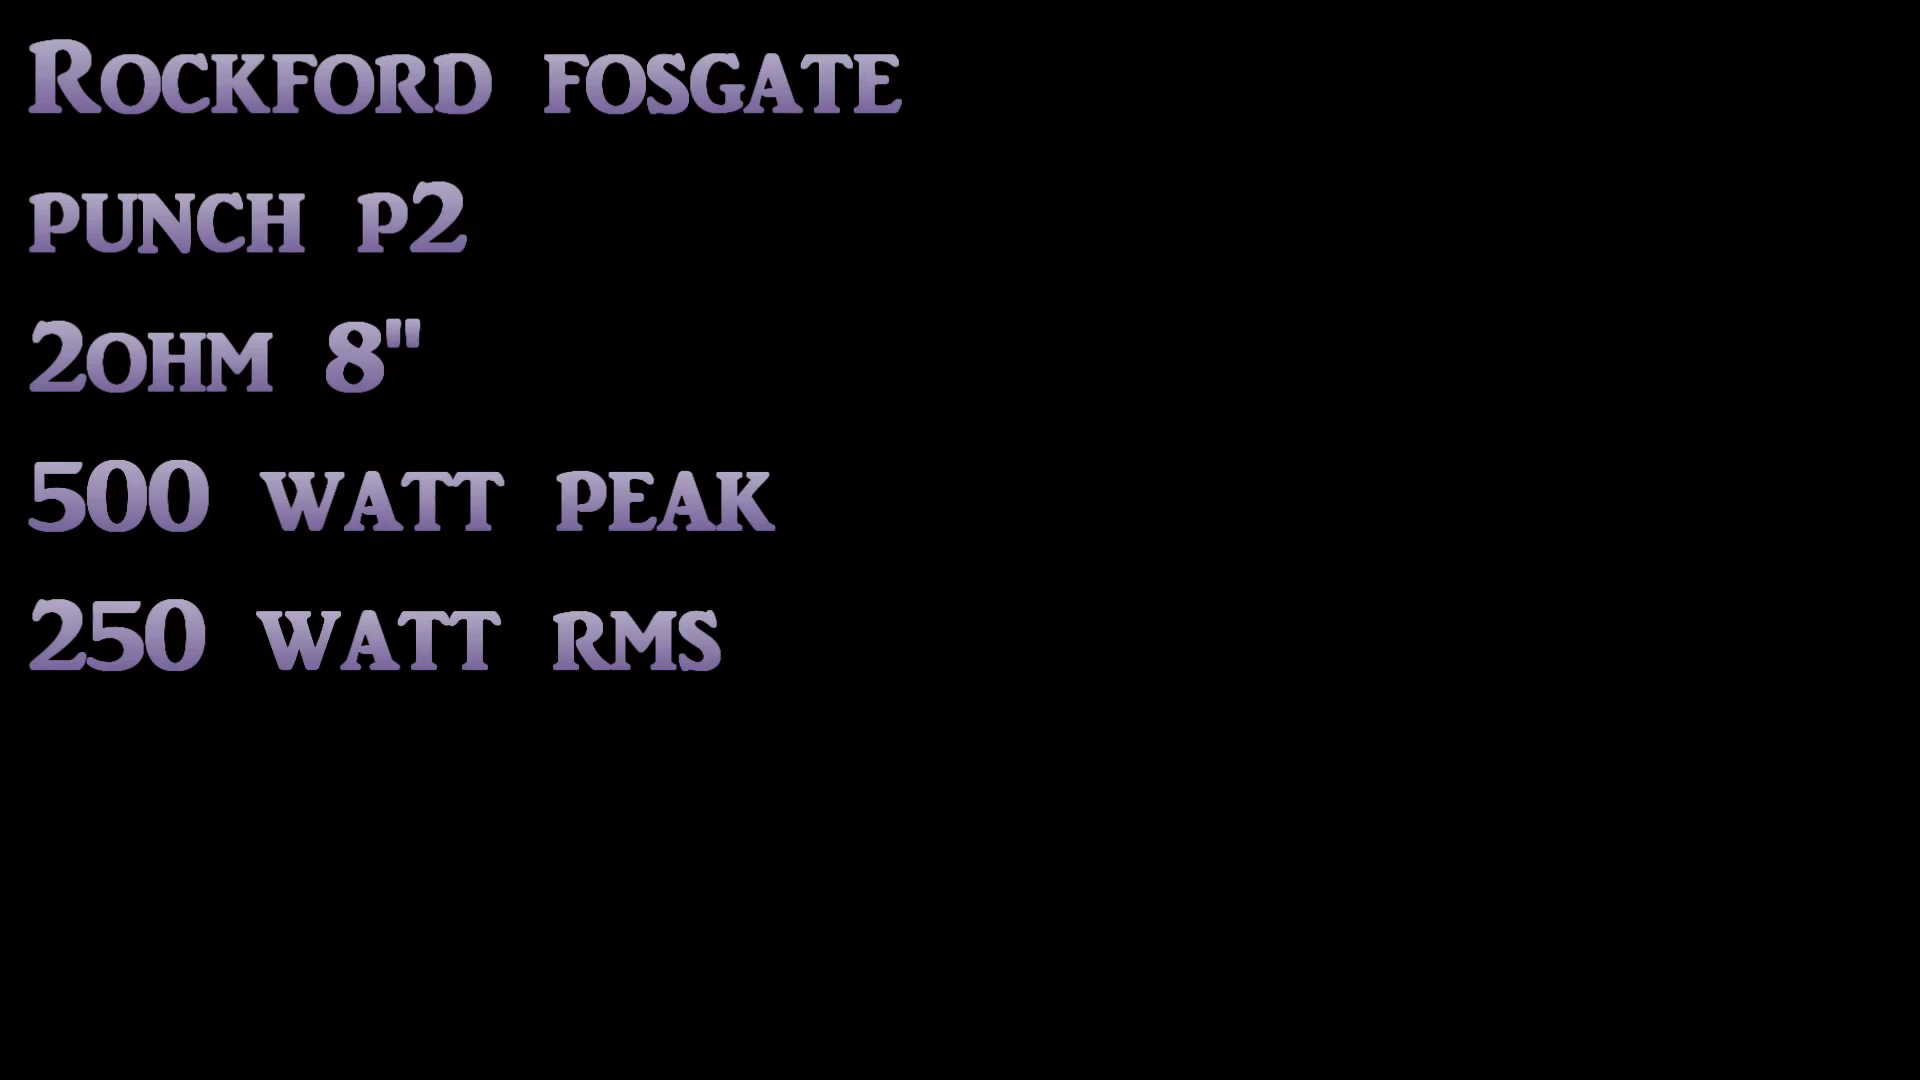 Rockford fosgate
punch p2
2ohm 8"
500 watt peak
250 watt rms